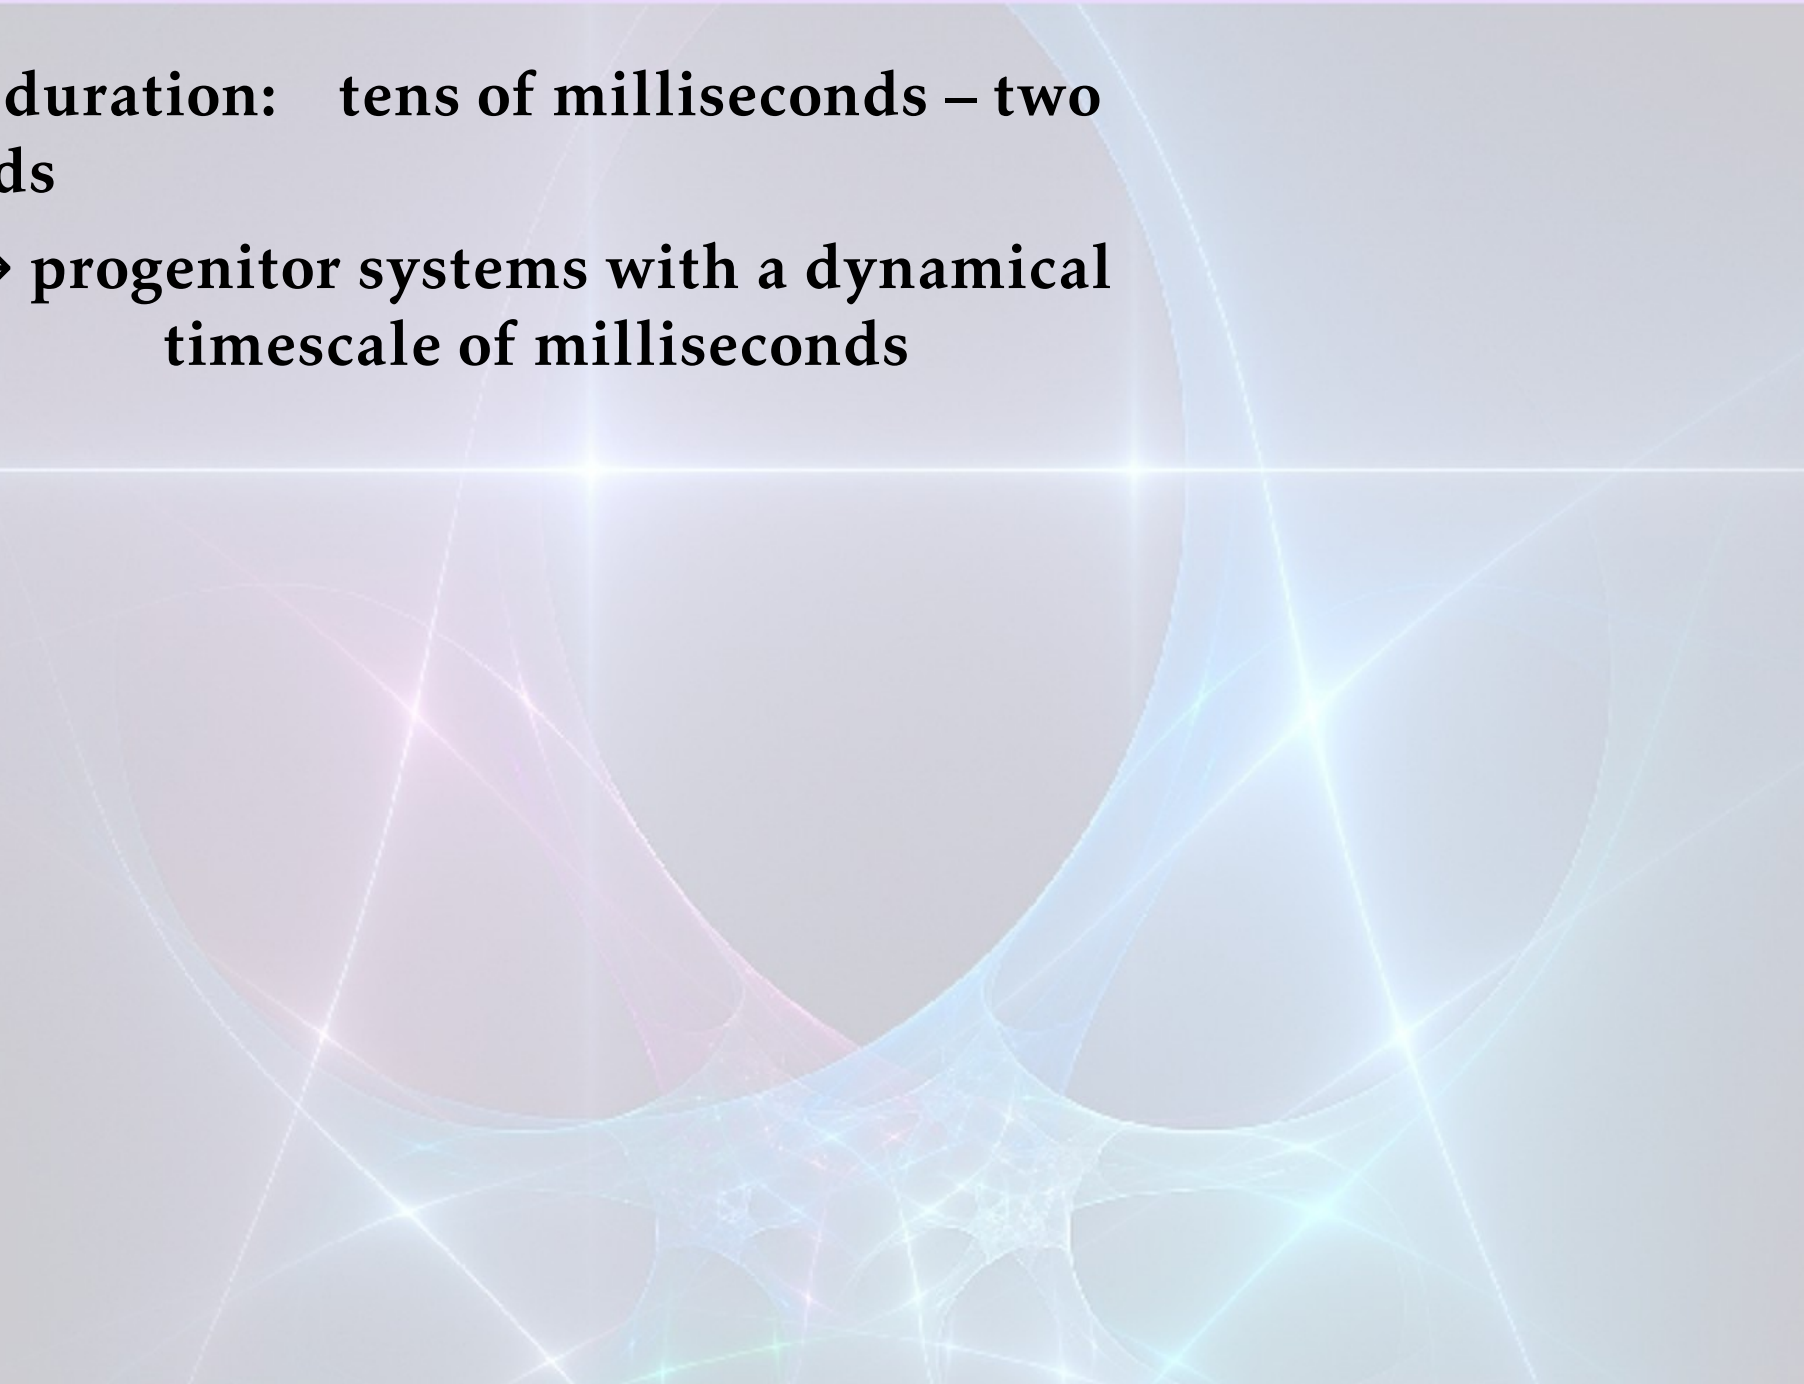 duration: tens of milliseconds – two
ds
→ progenitor systems with a dynamical
timescale of milliseconds